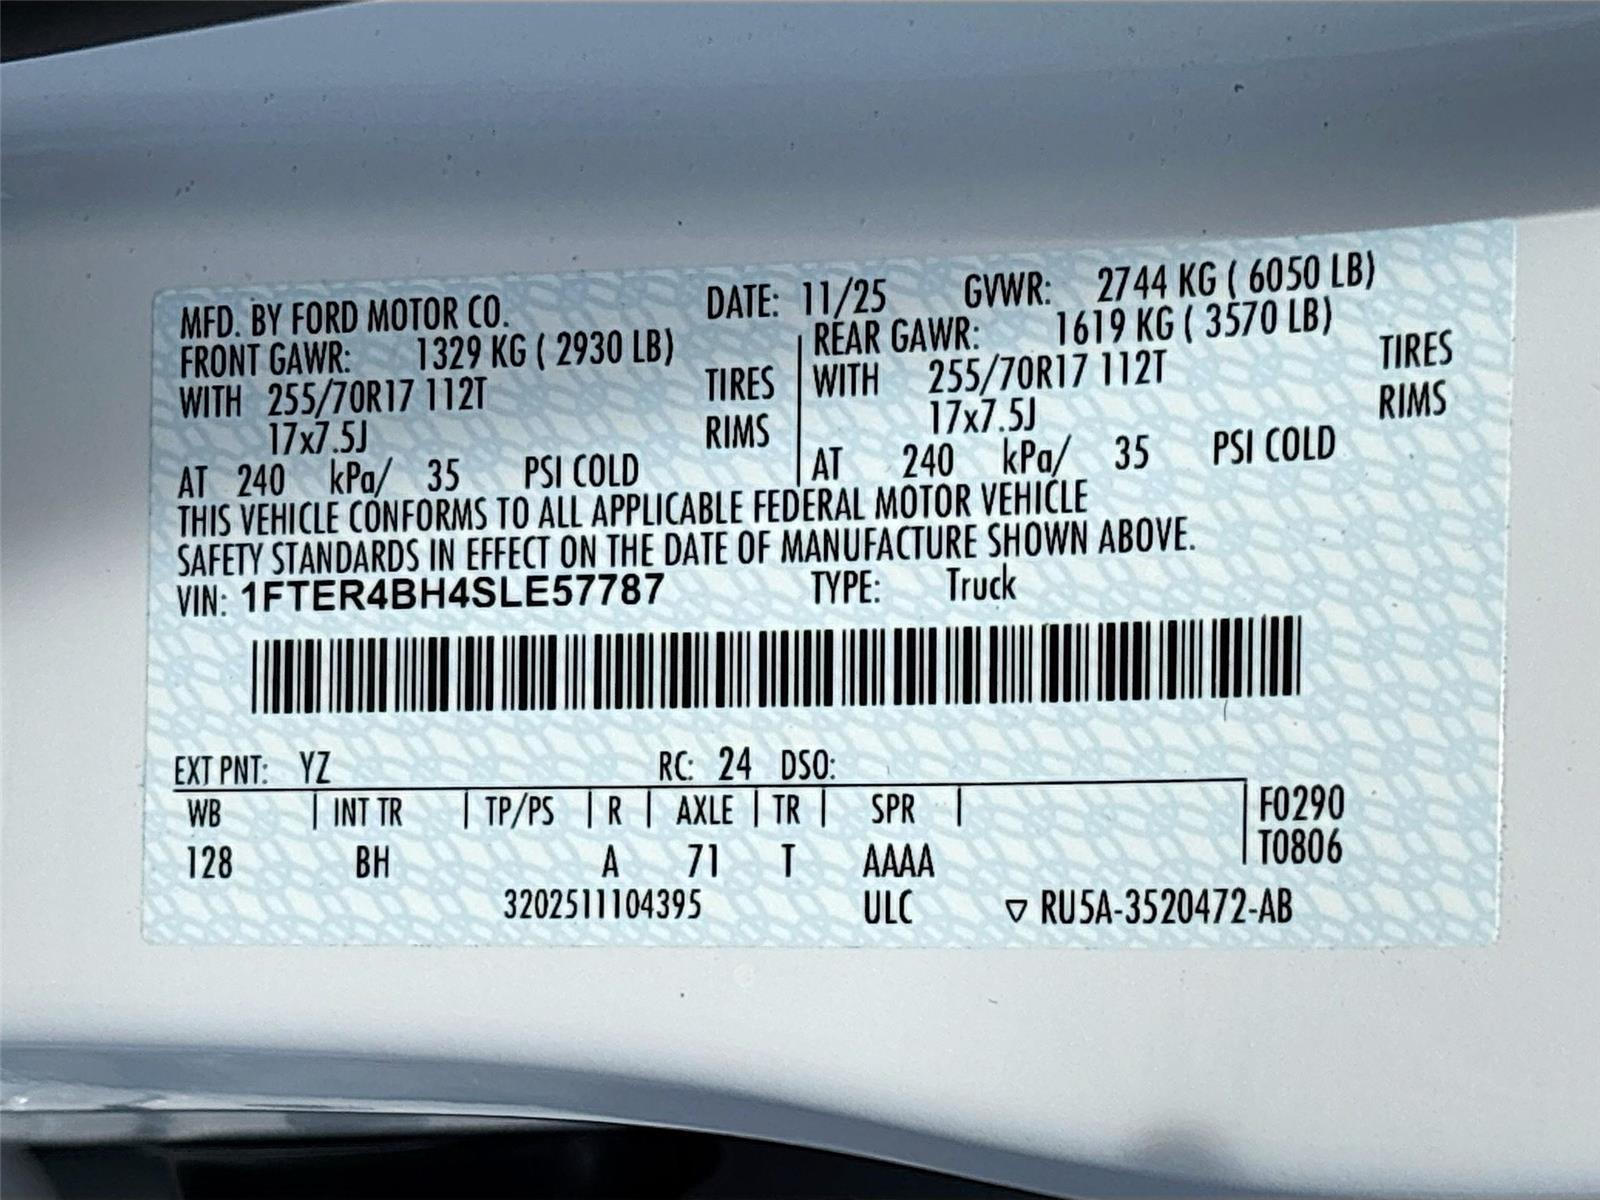 MFD. BY FORD MOTOR CO. DATE: 11/25 GVWR: 2744 KG ( 6050 LB)
FRONT GAWR: 1329 KG ( 2930 LB) REAR GAWR: 1619 KG ( 3570 LB)
WITH 255/70R17 112T TIRES WITH 255/70R17 112T TIRES
17x7.5J RIMS 17x7.5J RIMS
AT 240 kPa/ 35 PSI COLD AT 240 kPa/ 35 PSI COLD
THIS VEHICLE CONFORMS TO ALL APPLICABLE FEDERAL MOTOR VEHICLE
SAFETY STANDARDS IN EFFECT ON THE DATE OF MANUFACTURE SHOWN ABOVE.
VIN: 1FTER4BH4SLE57787 TYPE: Truck
EXT PNT: YZ RC: 24 DSO:
WB | INT TR | TP/PS | R | AXLE | TR | SPR | F0290
128 BH A 71 T AAAA T0806
3202511104395 ULC ▽ RU5A-3520472-AB